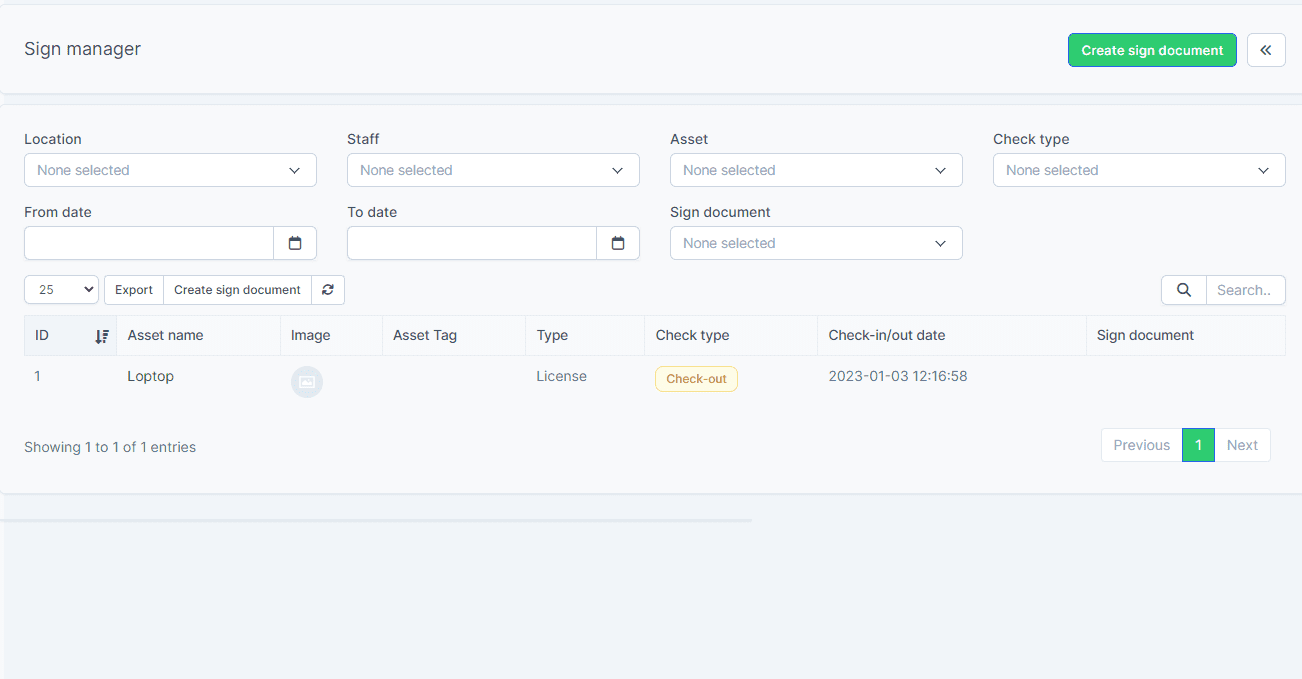 Sign manager
Create sign document
Location Staff Asset Check type
None selected None selected None selected None selected
From date To date Sign document
None selected
25 Export Create sign document Search..
ID Asset name Image Asset Tag Type Check type Check-in/out date Sign document
1 Loptop License Check-out 2023-01-03 12:16:58
Showing 1 to 1 of 1 entries
Previous 1 Next